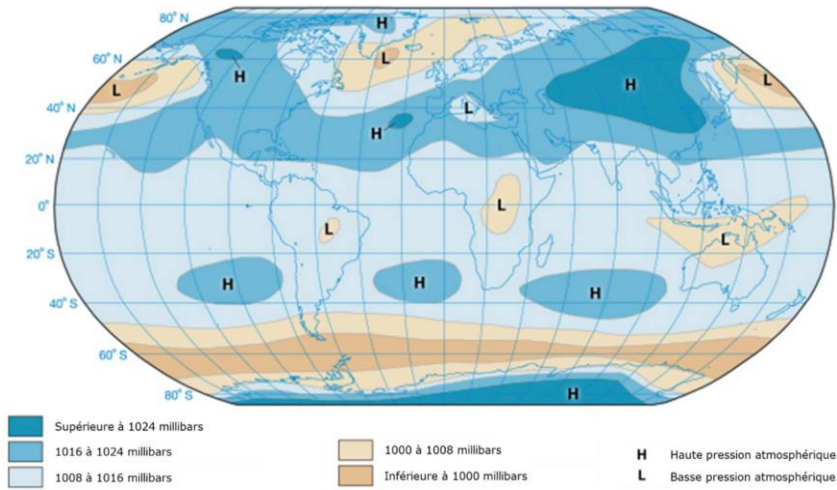 80° N
H
60° N
L
H
L
H
L
40° N
H
L
20° N
0°
L
L
L
20° S
H
H
H
40° S
60° S
80° S
H
Supérieure à 1024 millibars
1016 à 1024 millibars
1008 à 1016 millibars
1000 à 1008 millibars
Inférieure à 1000 millibars
H Haute pression atmosphérique
L Basse pression atmosphérique